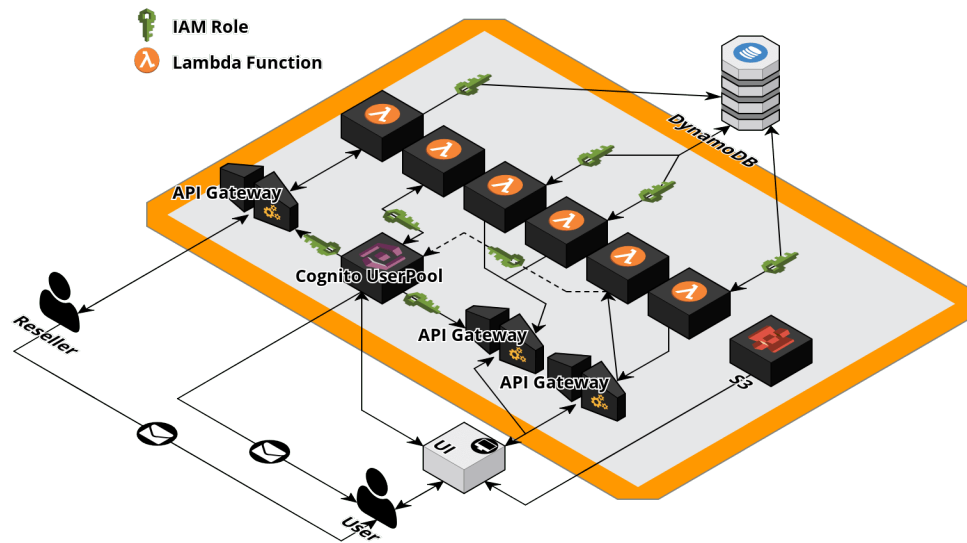 IAM Role
Lambda Function
DynamoDB
API Gateway
Cognito UserPool
Reseller
API Gateway
API Gateway
S3
UI
User